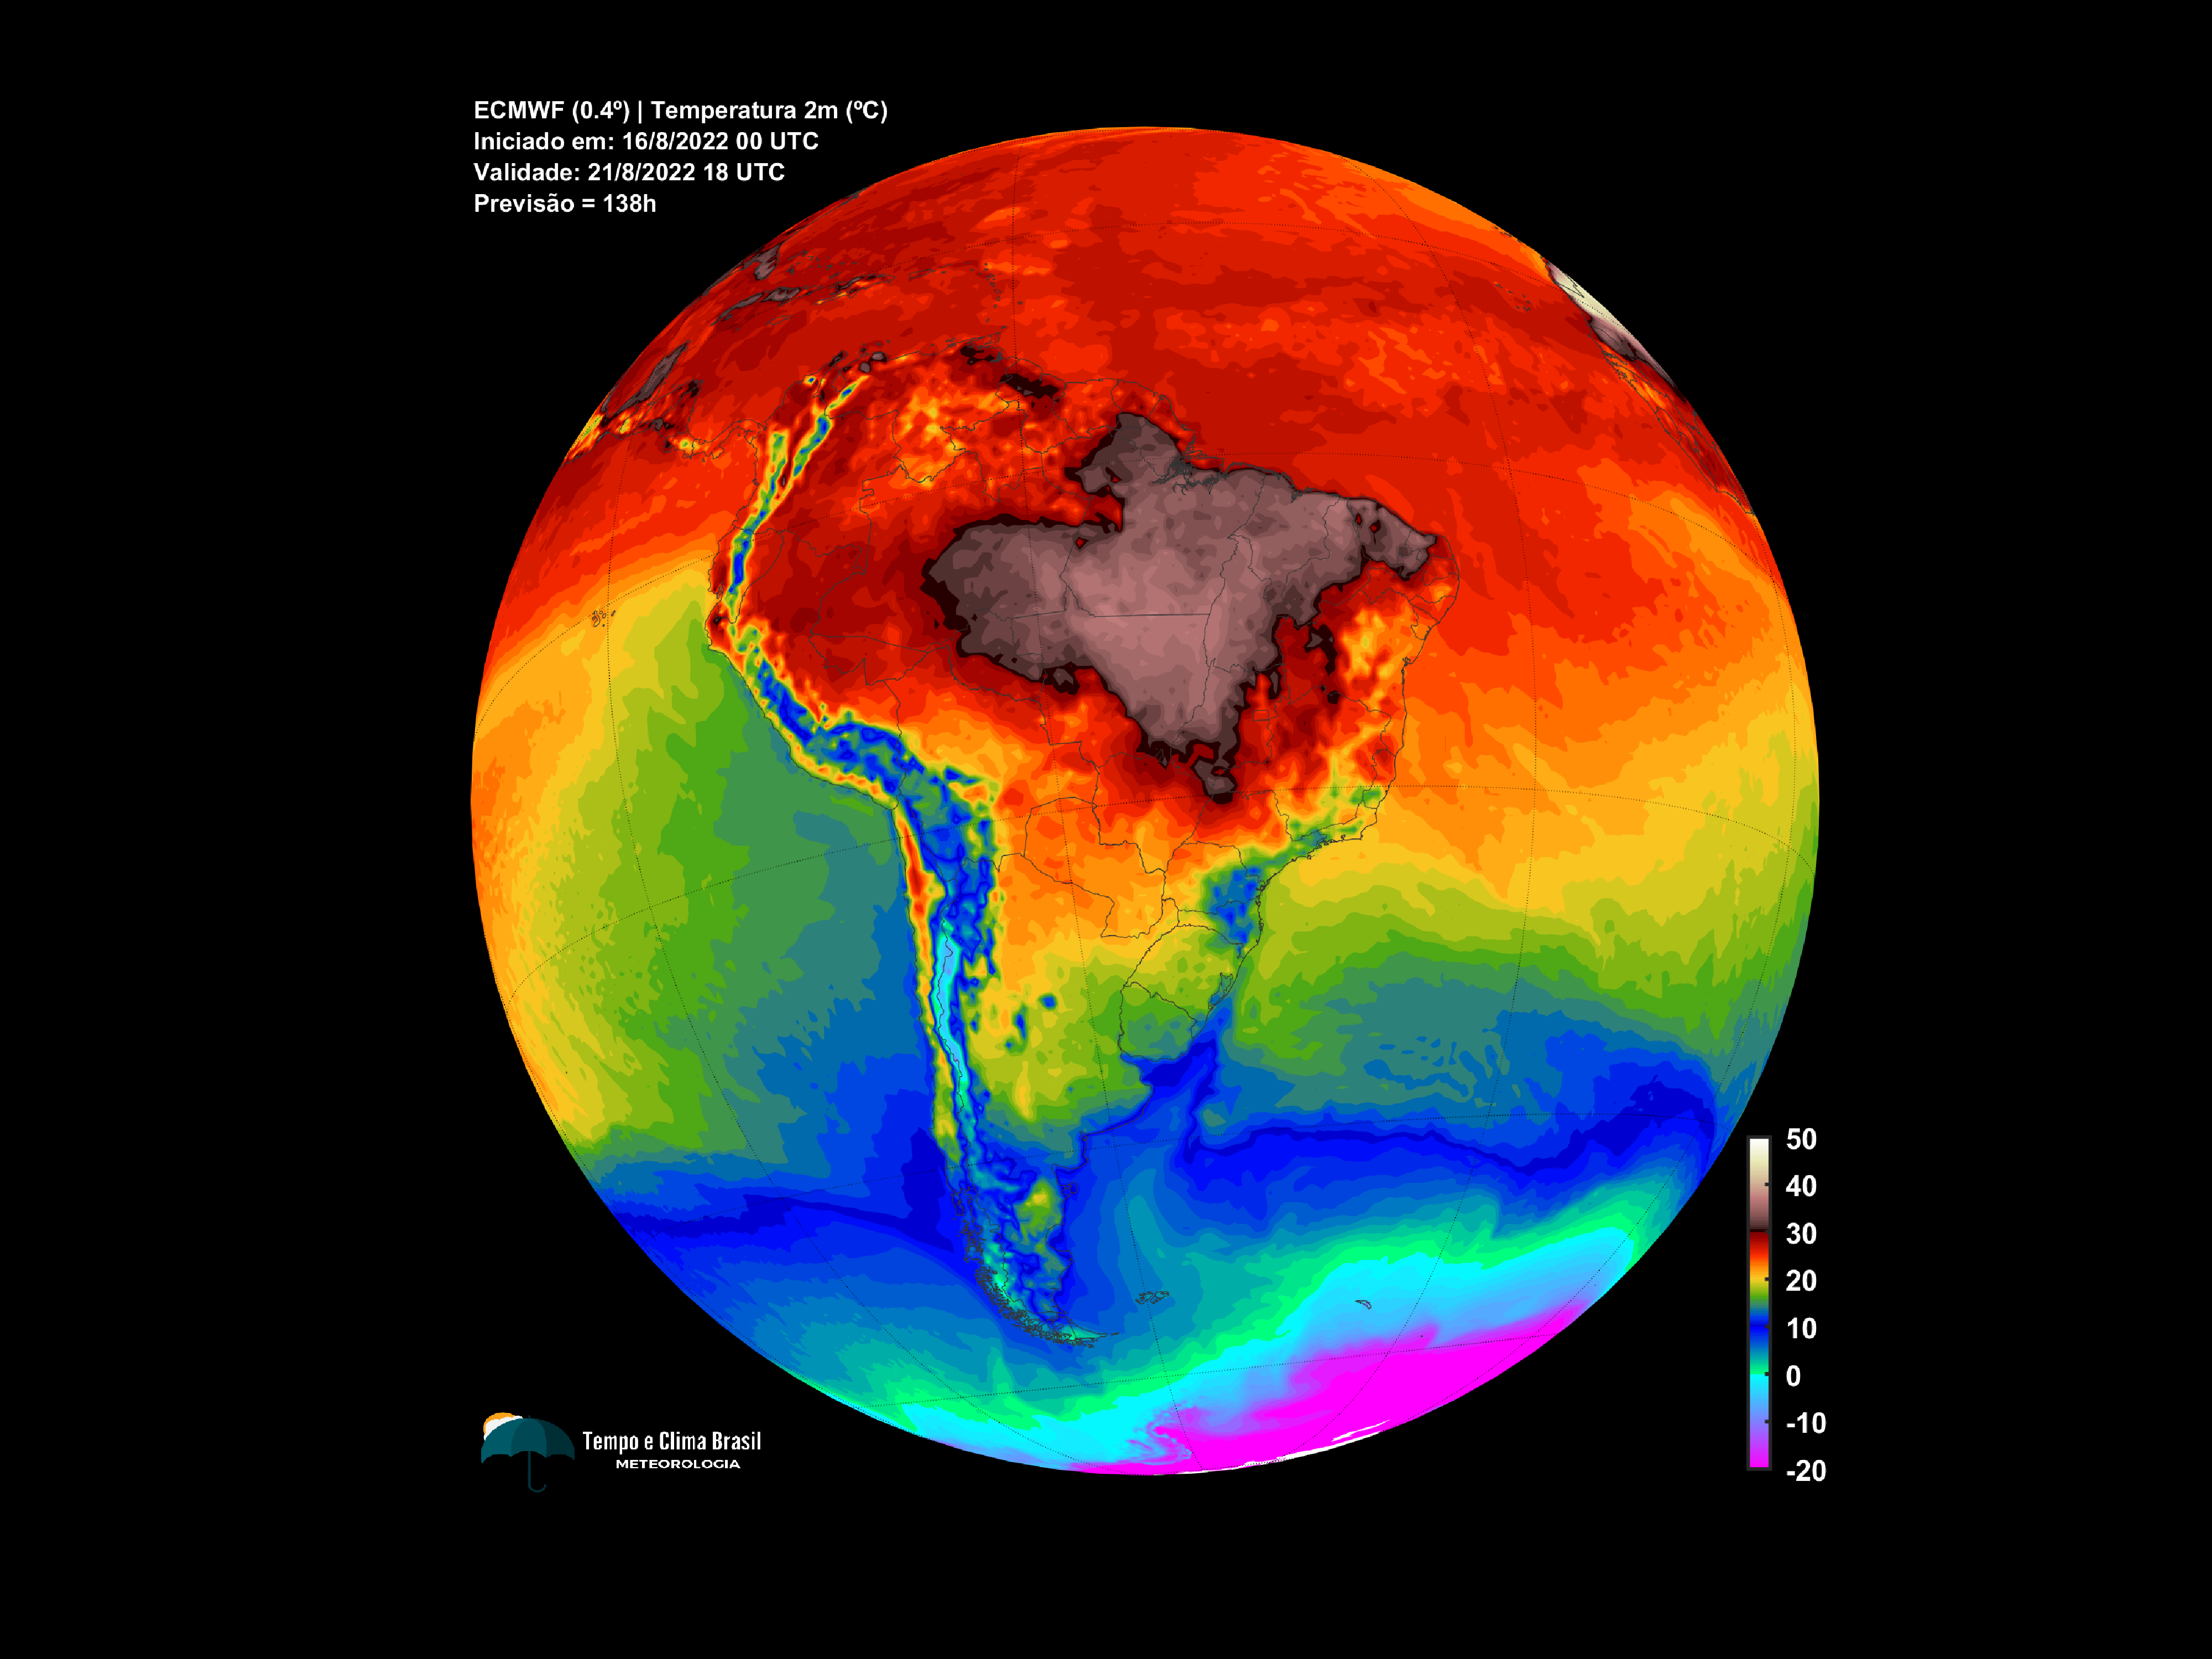 ECMWF (0.4º) | Temperatura 2m (ºC)
Iniciado em: 16/8/2022 00 UTC
Validade: 21/8/2022 18 UTC
Previsão = 138h
50
40
30
20
10
0
-10
-20
Tempo e Clima Brasil
METEOROLOGIA